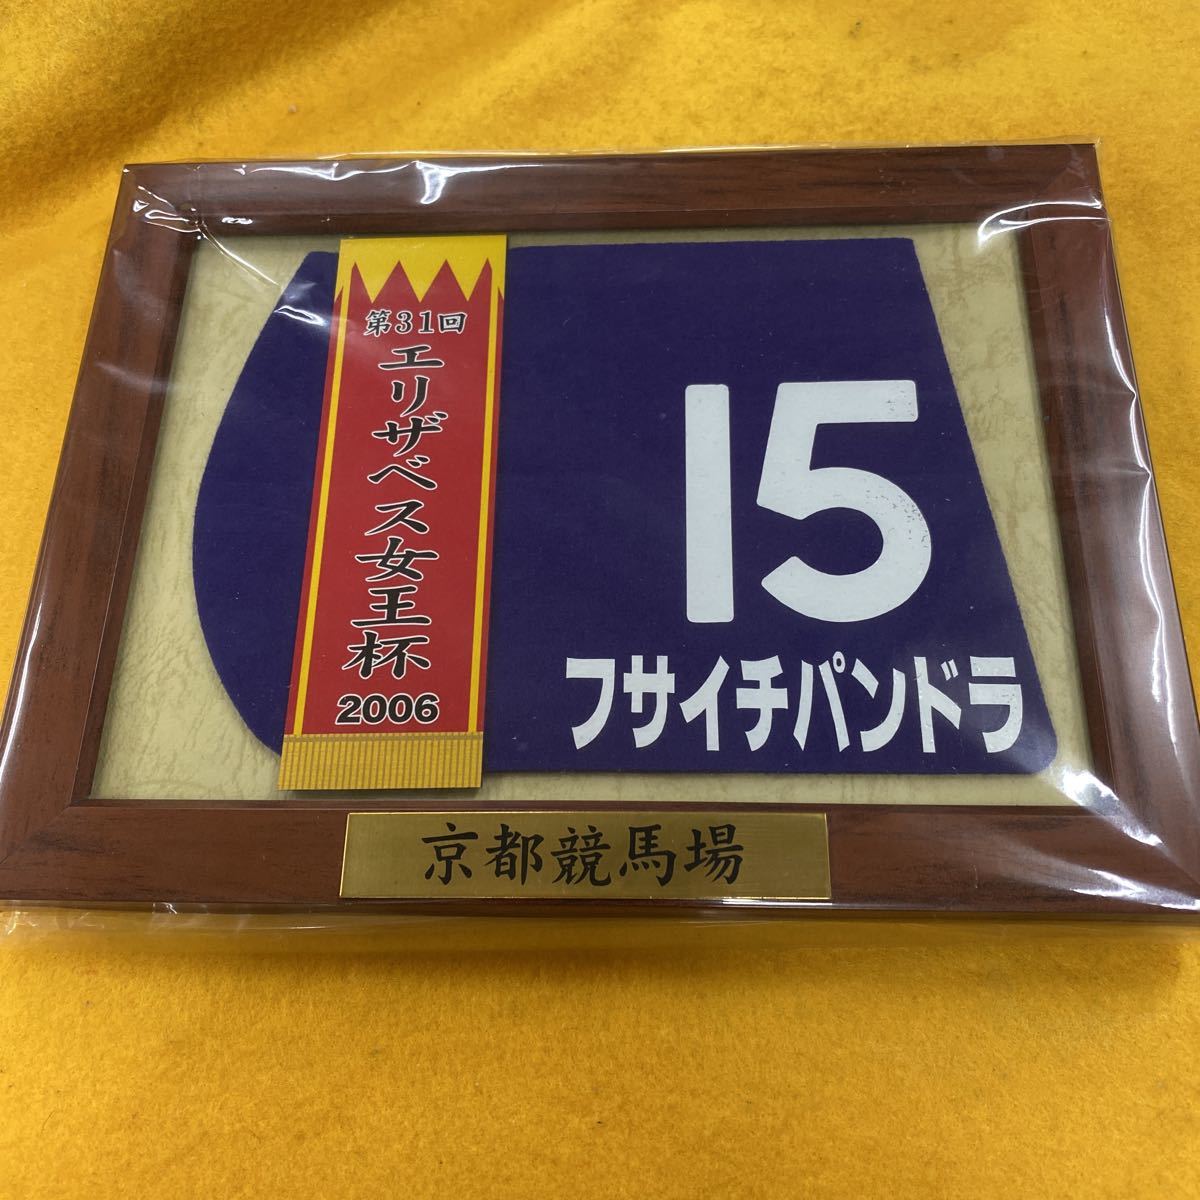 第31回
エリザベス女王杯
2006
15
フサイチパンドラ
京都競馬場